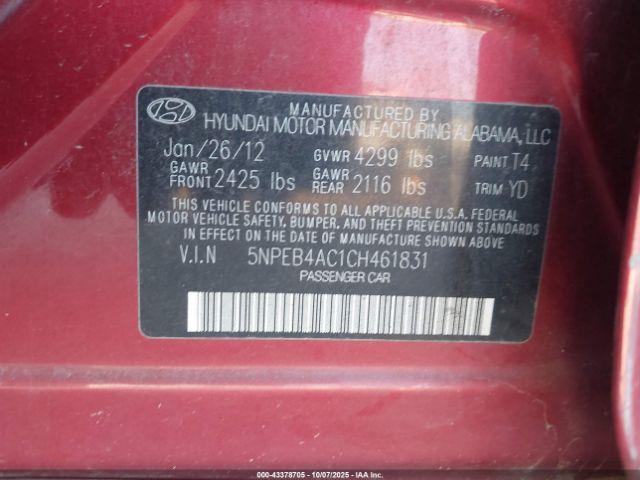 MANUFACTURED BY
HYUNDAI MOTOR MANUFACTURING ALABAMA, LLC
Jan/26/12 GVWR 4299 lbs PAINT T4
GAWR FRONT 2425 lbs GAWR REAR 2116 lbs TRIM YD
THIS VEHICLE CONFORMS TO ALL APPLICABLE U.S.A. FEDERAL
MOTOR VEHICLE SAFETY, BUMPER, AND THEFT PREVENTION STANDARDS
IN EFFECT ON THE DATE OF MANUFACTURE SHOWN ABOVE.
V.I.N 5NPEB4AC1CH461831
PASSENGER CAR
000-43378705 - 10/07/2025 - IAA Inc. - Copyright